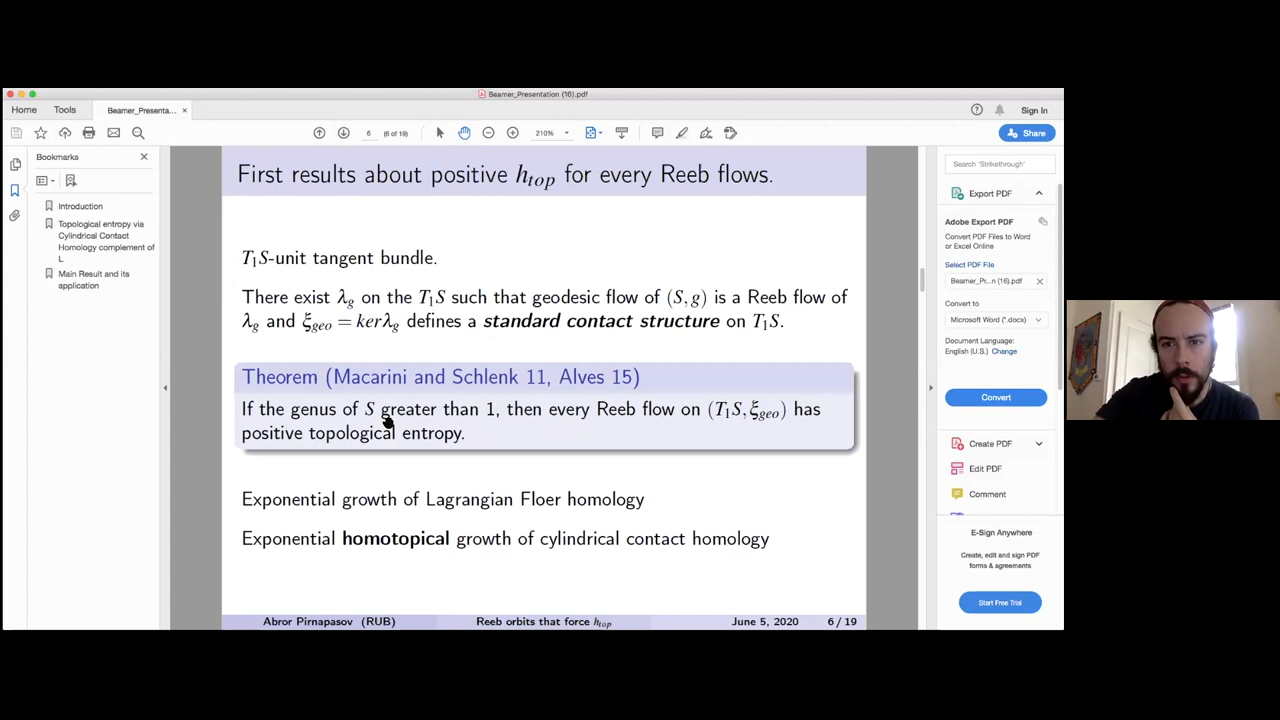 Beamer_Presentation (16).pdf
Home
Tools
Beamer_Presenta...
×
Sign In
6
(6 of 19)
210%
Share
Bookmarks
Introduction
Topological entropy via
Cylindrical Contact
Homology complement of
L
Main Result and its
application
First results about positive h_top for every Reeb flows.
T₁S-unit tangent bundle.
There exist λ_g on the T₁S such that geodesic flow of (S,g) is a Reeb flow of
λ_g and ξ_geo = kerλ_g defines a standard contact structure on T₁S.
Theorem (Macarini and Schlenk 11, Alves 15)
If the genus of S greater than 1, then every Reeb flow on (T₁S,ξ_geo) has
positive topological entropy.
Exponential growth of Lagrangian Floer homology
Exponential homotopical growth of cylindrical contact homology
Abror Pirnapasov (RUB)
Reeb orbits that force h_top
June 5, 2020
6 / 19
Search 'Strikethrough'
Export PDF
Adobe Export PDF
Convert PDF Files to Word
or Excel Online
Select PDF File
Beamer_Pr...n (16).pdf
Convert to
Microsoft Word (*.docx)
Document Language:
English (U.S.) Change
Convert
Create PDF
Edit PDF
Comment
E-Sign Anywhere
Create, edit and sign PDF
forms & agreements
Start Free Trial